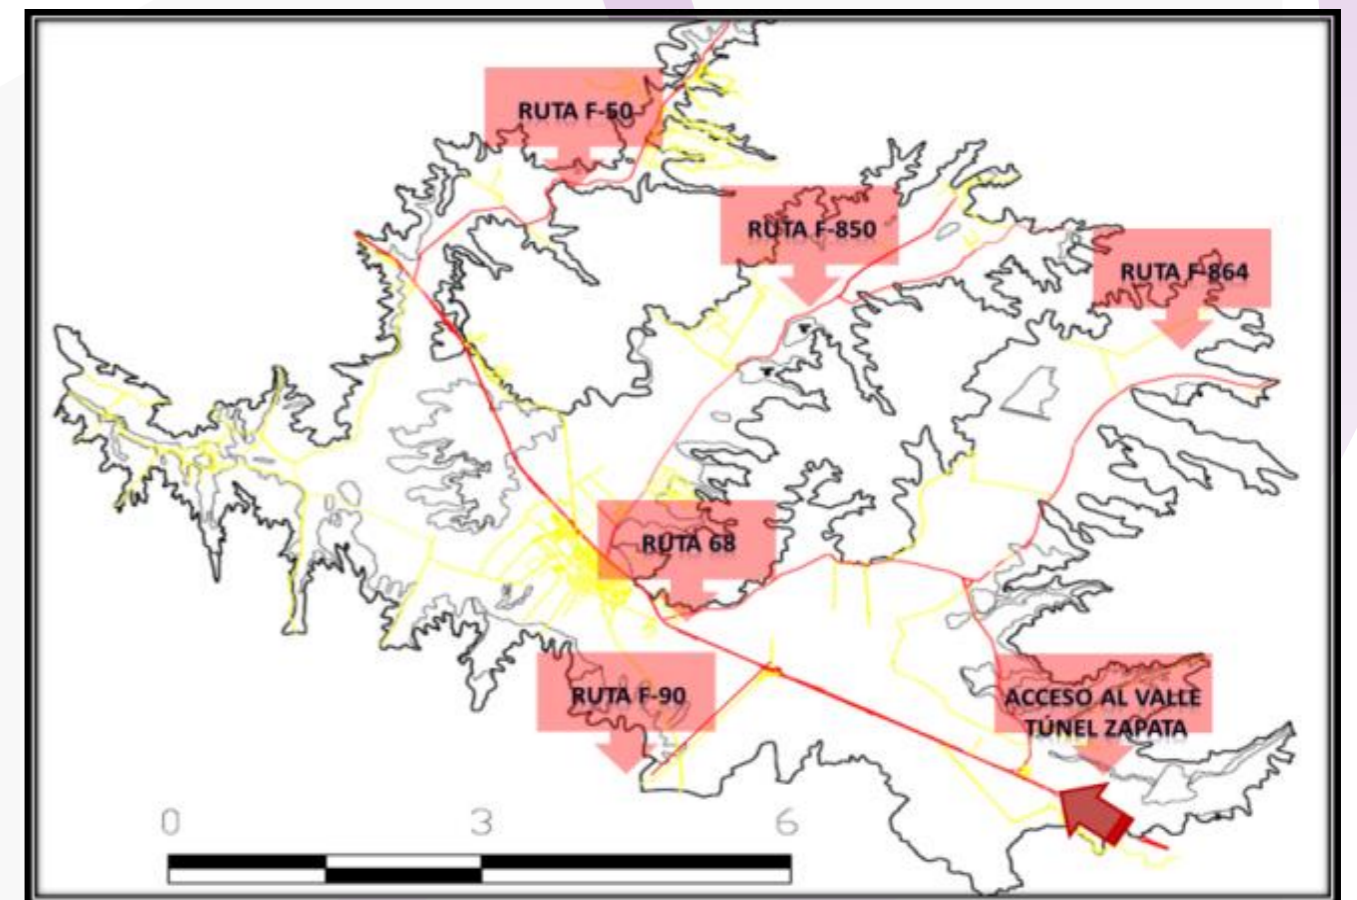 RUTA F-50
RUTA F-850
RUTA F-864
RUTA 68
RUTA F-90
ACCESO AL VALLE
TÚNEL ZAPATA
0 3 6